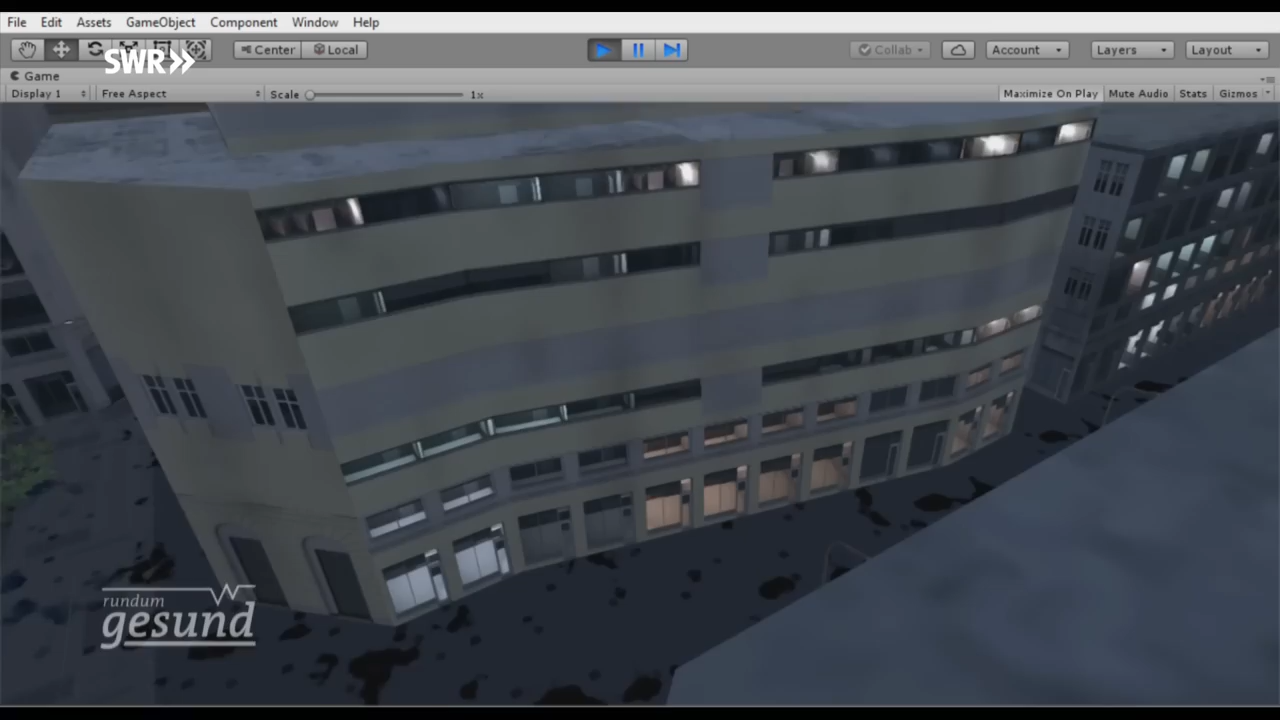 File Edit Assets GameObject Component Window Help
SWR
Center Local Collab Account Layers Layout
Game
Display 1 Free Aspect Scale 1x Maximize On Play Mute Audio Stats Gizmos
rundum
gesund